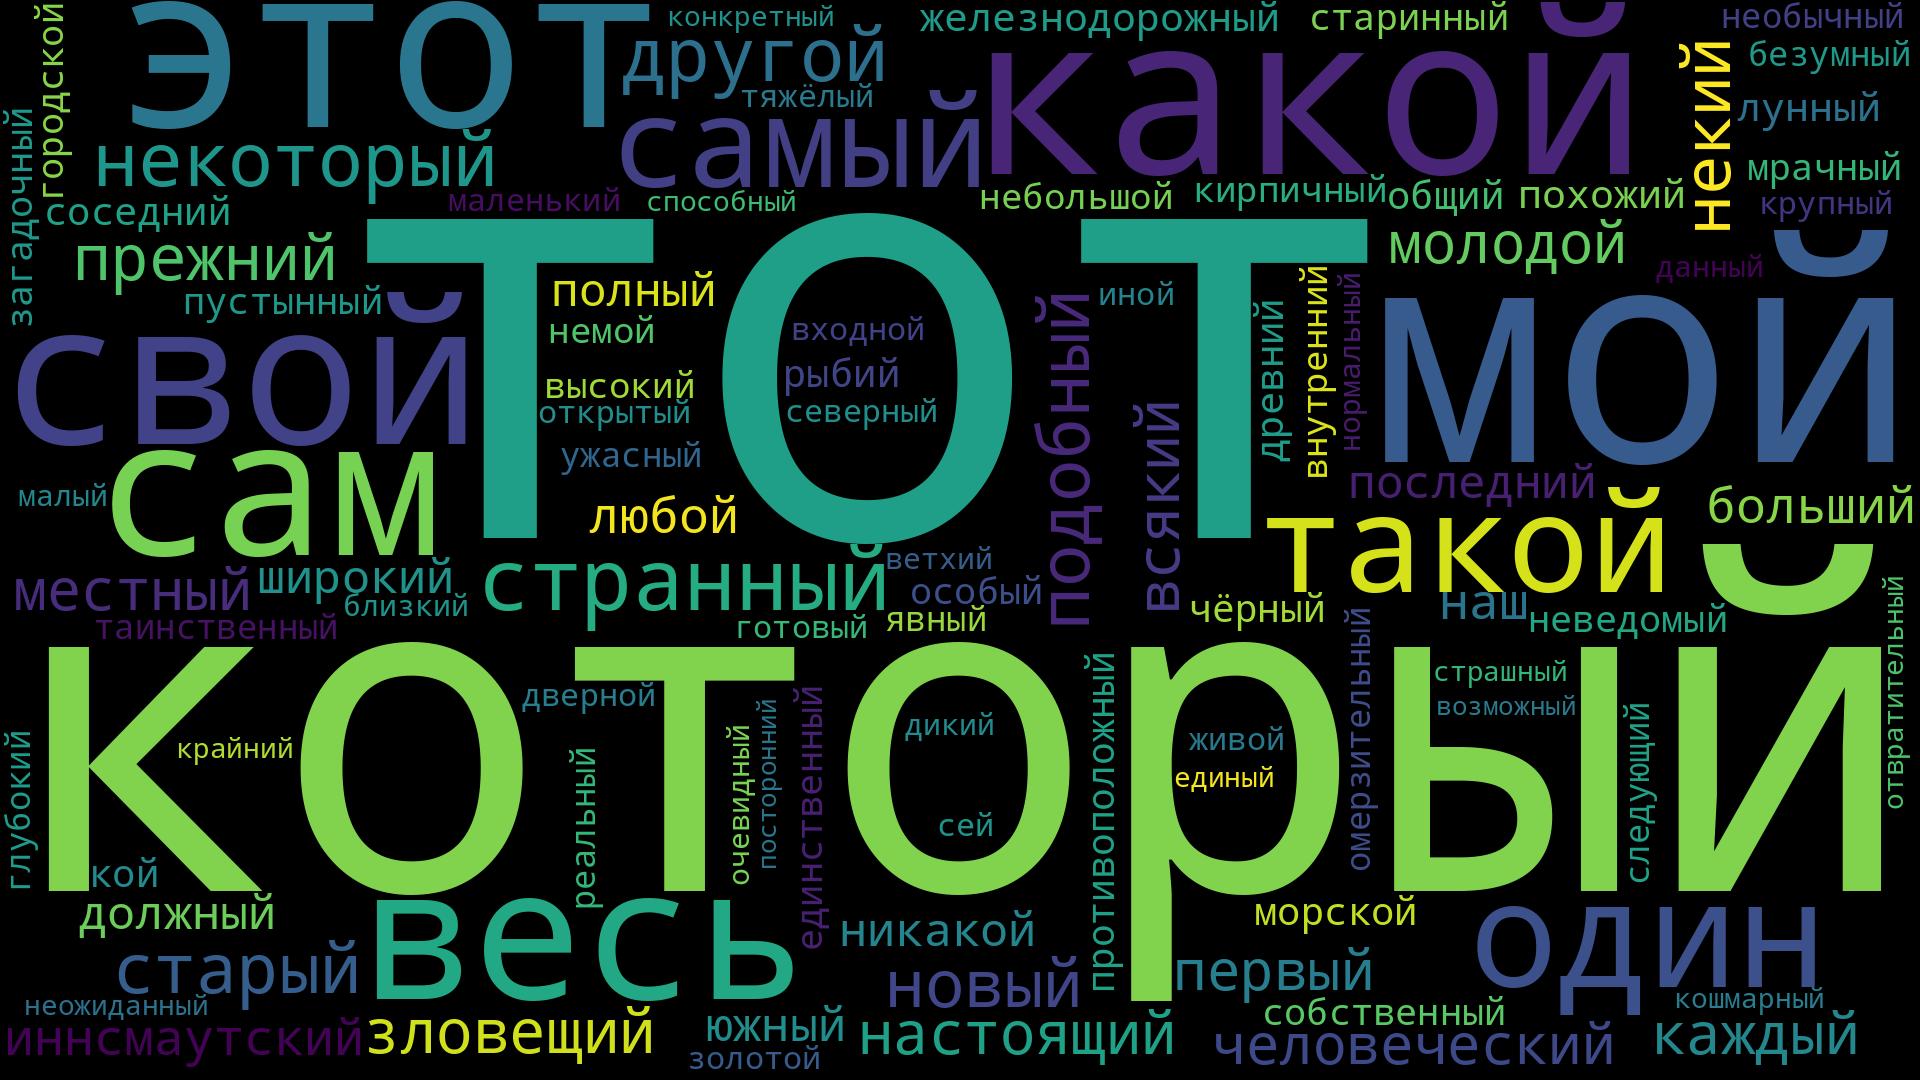 этот
конкретный
железнодорожный
старинный
необычный
городской
другой
какой
некий
безумный
тяжёлый
лунный
загадочный
некоторый
самый
мрачный
соседний
маленький
способный
небольшой
кирпичный
общий
похожий
крупный
прежний
тот
молодой
данный
пустынный
полный
иной
свой
немой
входной
подобный
древний
внутренний
нормальный
мой
высокий
рыбий
открытый
северный
всякий
ужасный
сам
малый
последний
любой
такой
больший
местный
широкий
близкий
странный
ветхий
особый
чёрный
наш
неведомый
таинственный
готовый
явный
который
отвратительный
дверной
страшный
возможный
крайний
дикий
живой
единый
сей
глубокий
реальный
очевидный
посторонний
единственный
противоположный
омерзительный
следующий
кой
должный
весь
никакой
морской
один
старый
новый
первый
неожиданный
собственный
кошмарный
иннсмаутский
зловещий
южный
золотой
настоящий
человеческий
каждый